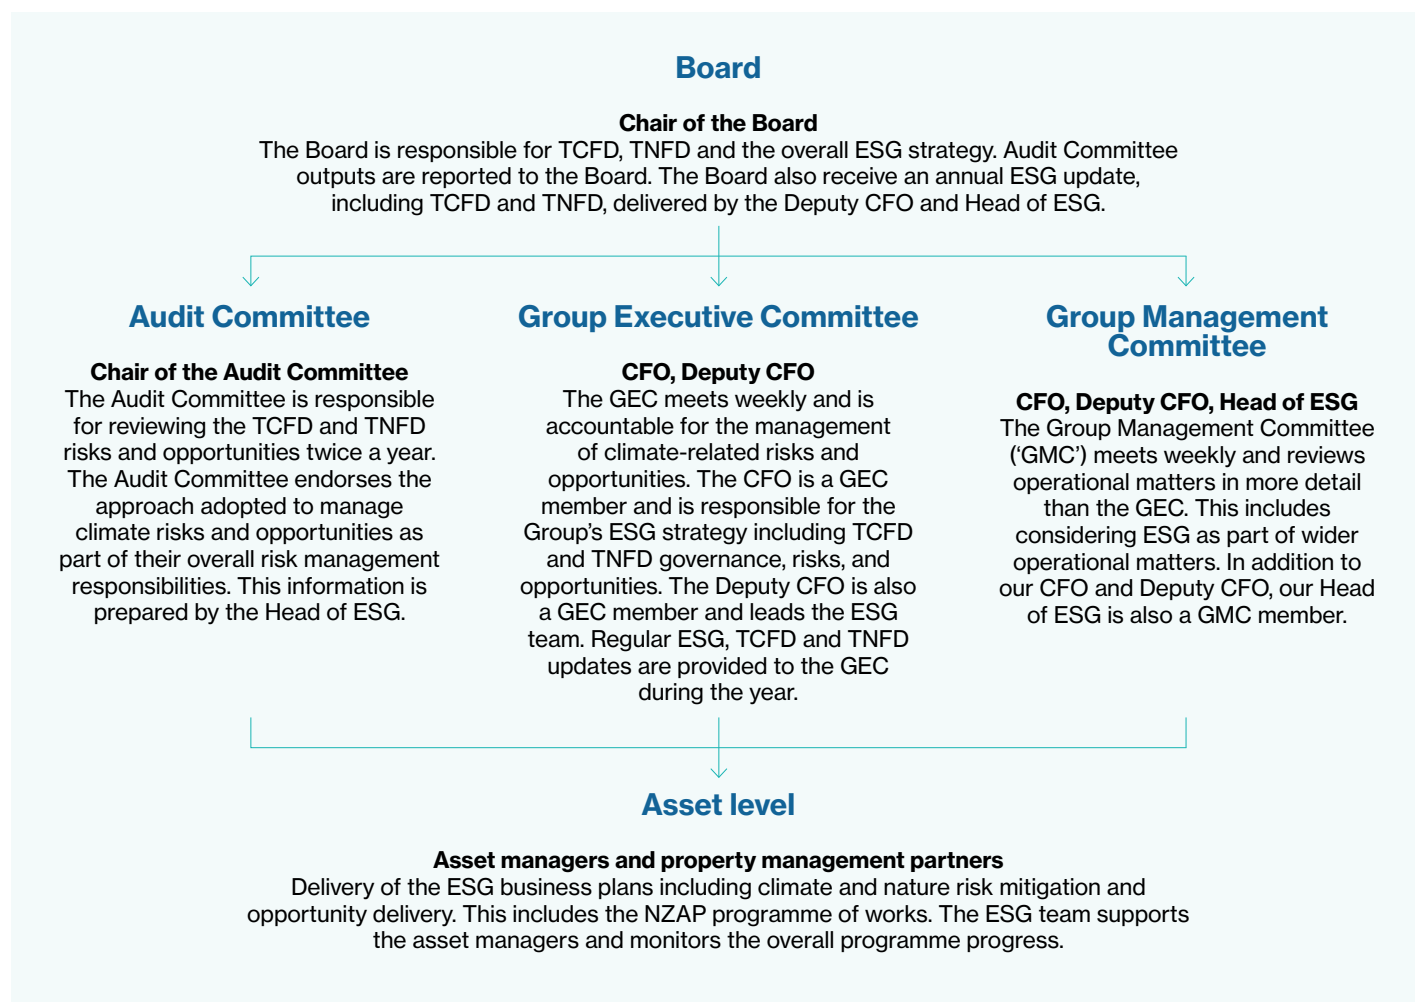 Board
Chair of the Board
The Board is responsible for TCFD, TNFD and the overall ESG strategy. Audit Committee
outputs are reported to the Board. The Board also receive an annual ESG update,
including TCFD and TNFD, delivered by the Deputy CFO and Head of ESG.
Audit Committee
Chair of the Audit Committee
The Audit Committee is responsible
for reviewing the TCFD and TNFD
risks and opportunities twice a year.
The Audit Committee endorses the
approach adopted to manage
climate risks and opportunities as
part of their overall risk management
responsibilities. This information is
prepared by the Head of ESG.
Group Executive Committee
CFO, Deputy CFO
The GEC meets weekly and is
accountable for the management
of climate-related risks and
opportunities. The CFO is a GEC
member and is responsible for the
Group’s ESG strategy including TCFD
and TNFD governance, risks, and
opportunities. The Deputy CFO is also
a GEC member and leads the ESG
team. Regular ESG, TCFD and TNFD
updates are provided to the GEC
during the year.
Group Management
Committee
CFO, Deputy CFO, Head of ESG
The Group Management Committee
(‘GMC’) meets weekly and reviews
operational matters in more detail
than the GEC. This includes
considering ESG as part of wider
operational matters. In addition to
our CFO and Deputy CFO, our Head
of ESG is also a GMC member.
Asset level
Asset managers and property management partners
Delivery of the ESG business plans including climate and nature risk mitigation and
opportunity delivery. This includes the NZAP programme of works. The ESG team supports
the asset managers and monitors the overall programme progress.